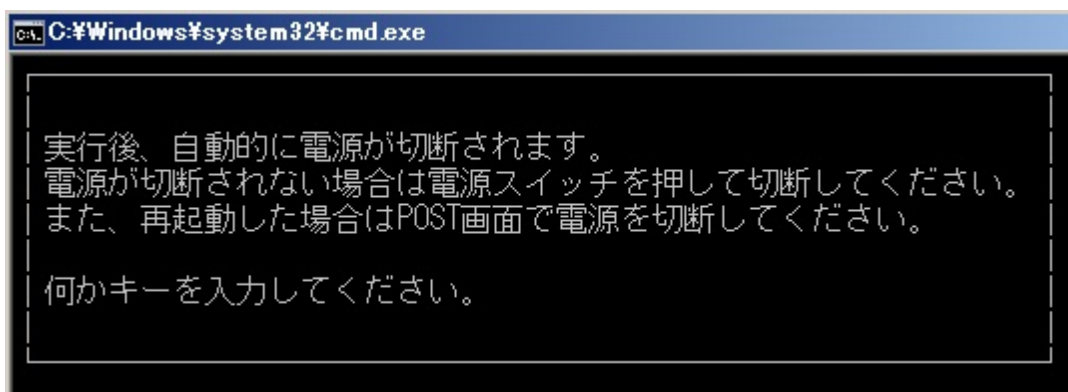 C:¥Windows¥system32¥cmd.exe
実行後、自動的に電源が切断されます。
電源が切断されない場合は電源スイッチを押して切断してください。
また、再起動した場合はPOST画面で電源を切断してください。
何かキーを入力してください。